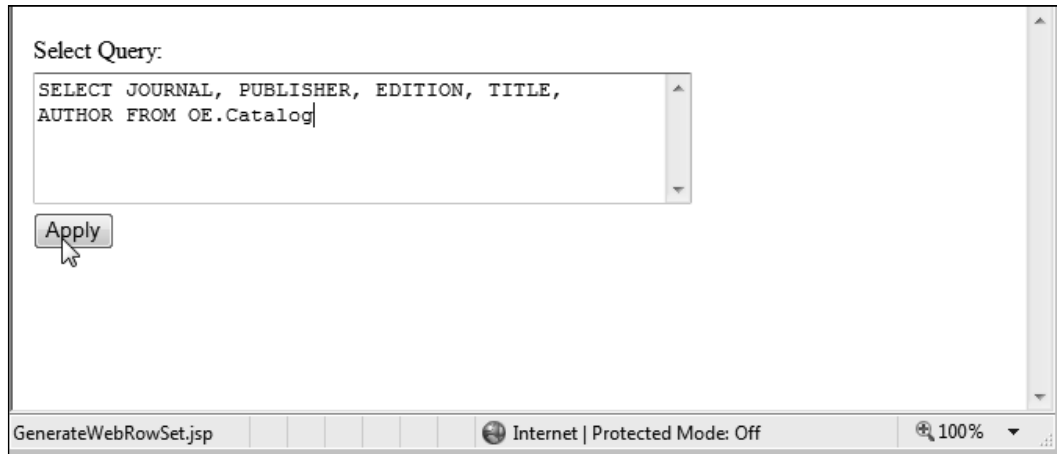 Select Query:
SELECT JOURNAL, PUBLISHER, EDITION, TITLE,
AUTHOR FROM OE.Catalog
Apply
GenerateWebRowSet.jsp Internet | Protected Mode: Off 100%